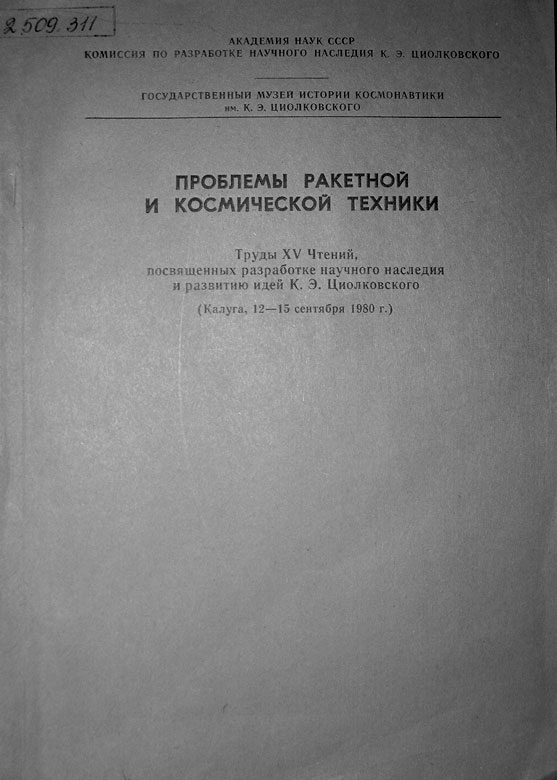 2 509.311
АКАДЕМИЯ НАУК СССР
КОМИССИЯ ПО РАЗРАБОТКЕ НАУЧНОГО НАСЛЕДИЯ К. Э. ЦИОЛКОВСКОГО
ГОСУДАРСТВЕННЫЙ МУЗЕЙ ИСТОРИИ КОСМОНАВТИКИ
им. К. Э. ЦИОЛКОВСКОГО
ПРОБЛЕМЫ РАКЕТНОЙ
И КОСМИЧЕСКОЙ ТЕХНИКИ
Труды XV Чтений,
посвященных разработке научного наследия
и развитию идей К. Э. Циолковского
(Калуга, 12—15 сентября 1980 г.)